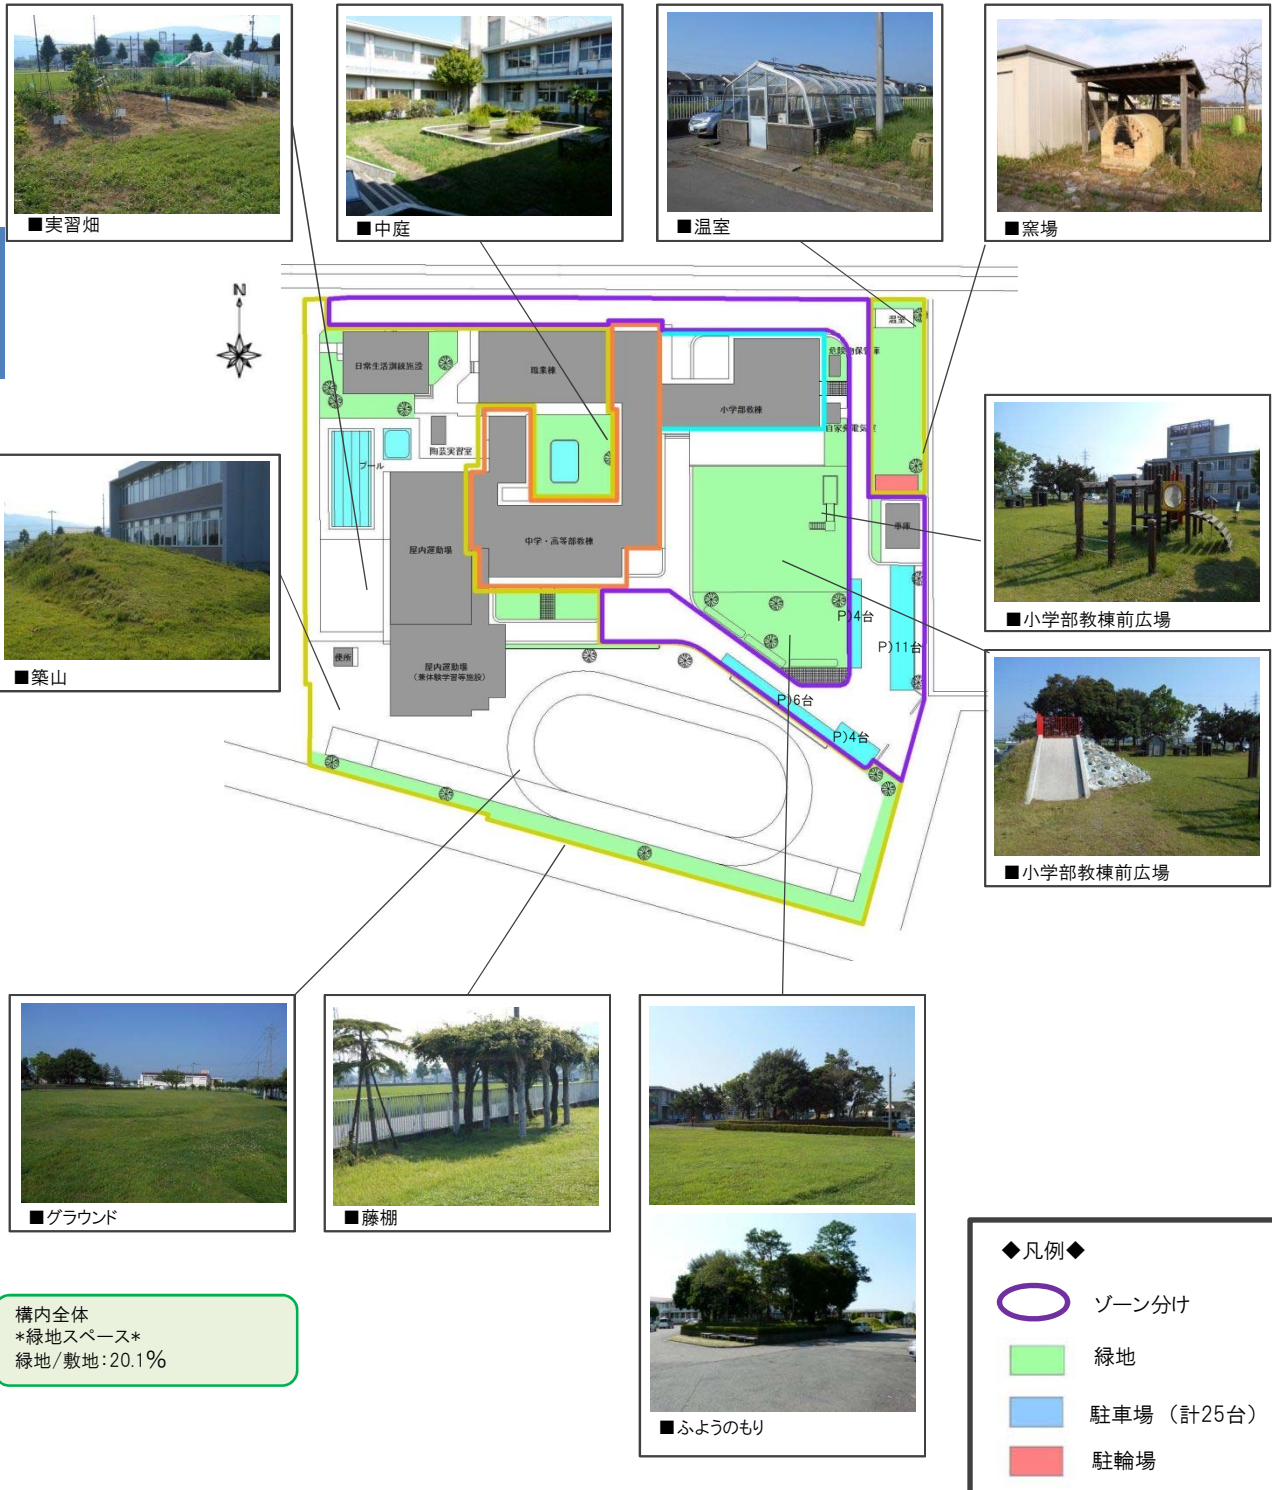 ■実習畑
■中庭
■温室
■窯場
N
温室
日常生活訓練施設
職業棟
小学部教棟
危険物保管庫
自家発電気室
陶芸実習室
プール
車庫
屋内運動場
中学・高等部教棟
■小学部教棟前広場
■築山
P)4台
P)11台
便所
屋内運動場
(兼体験学習等施設)
P)6台
P)4台
■小学部教棟前広場
■グラウンド
■藤棚
■ふようのもり
構内全体
*緑地スペース*
緑地/敷地:20.1%
◆凡例◆
ゾーン分け
緑地
駐車場 (計25台)
駐輪場